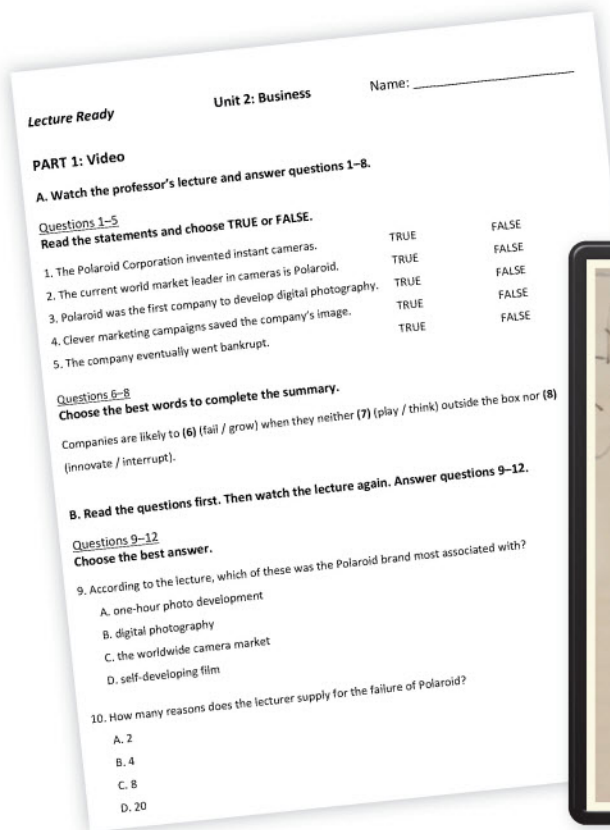 Lecture Ready Unit 2: Business Name:
PART 1: Video
A. Watch the professor's lecture and answer questions 1–8.
Questions 1–5
Read the statements and choose TRUE or FALSE.
1. The Polaroid Corporation invented instant cameras. TRUE FALSE
2. The current world market leader in cameras is Polaroid. TRUE FALSE
3. Polaroid was the first company to develop digital photography. TRUE FALSE
4. Clever marketing campaigns saved the company's image. TRUE FALSE
5. The company eventually went bankrupt. TRUE FALSE
Questions 6–8
Choose the best words to complete the summary.
Companies are likely to (6) (fail / grow) when they neither (7) (play / think) outside the box nor (8)
(innovate / interrupt).
B. Read the questions first. Then watch the lecture again. Answer questions 9–12.
Questions 9–12
Choose the best answer.
9. According to the lecture, which of these was the Polaroid brand most associated with?
A. one-hour photo development
B. digital photography
C. the worldwide camera market
D. self-developing film
10. How many reasons does the lecturer supply for the failure of Polaroid?
A. 2
B. 4
C. 8
D. 20